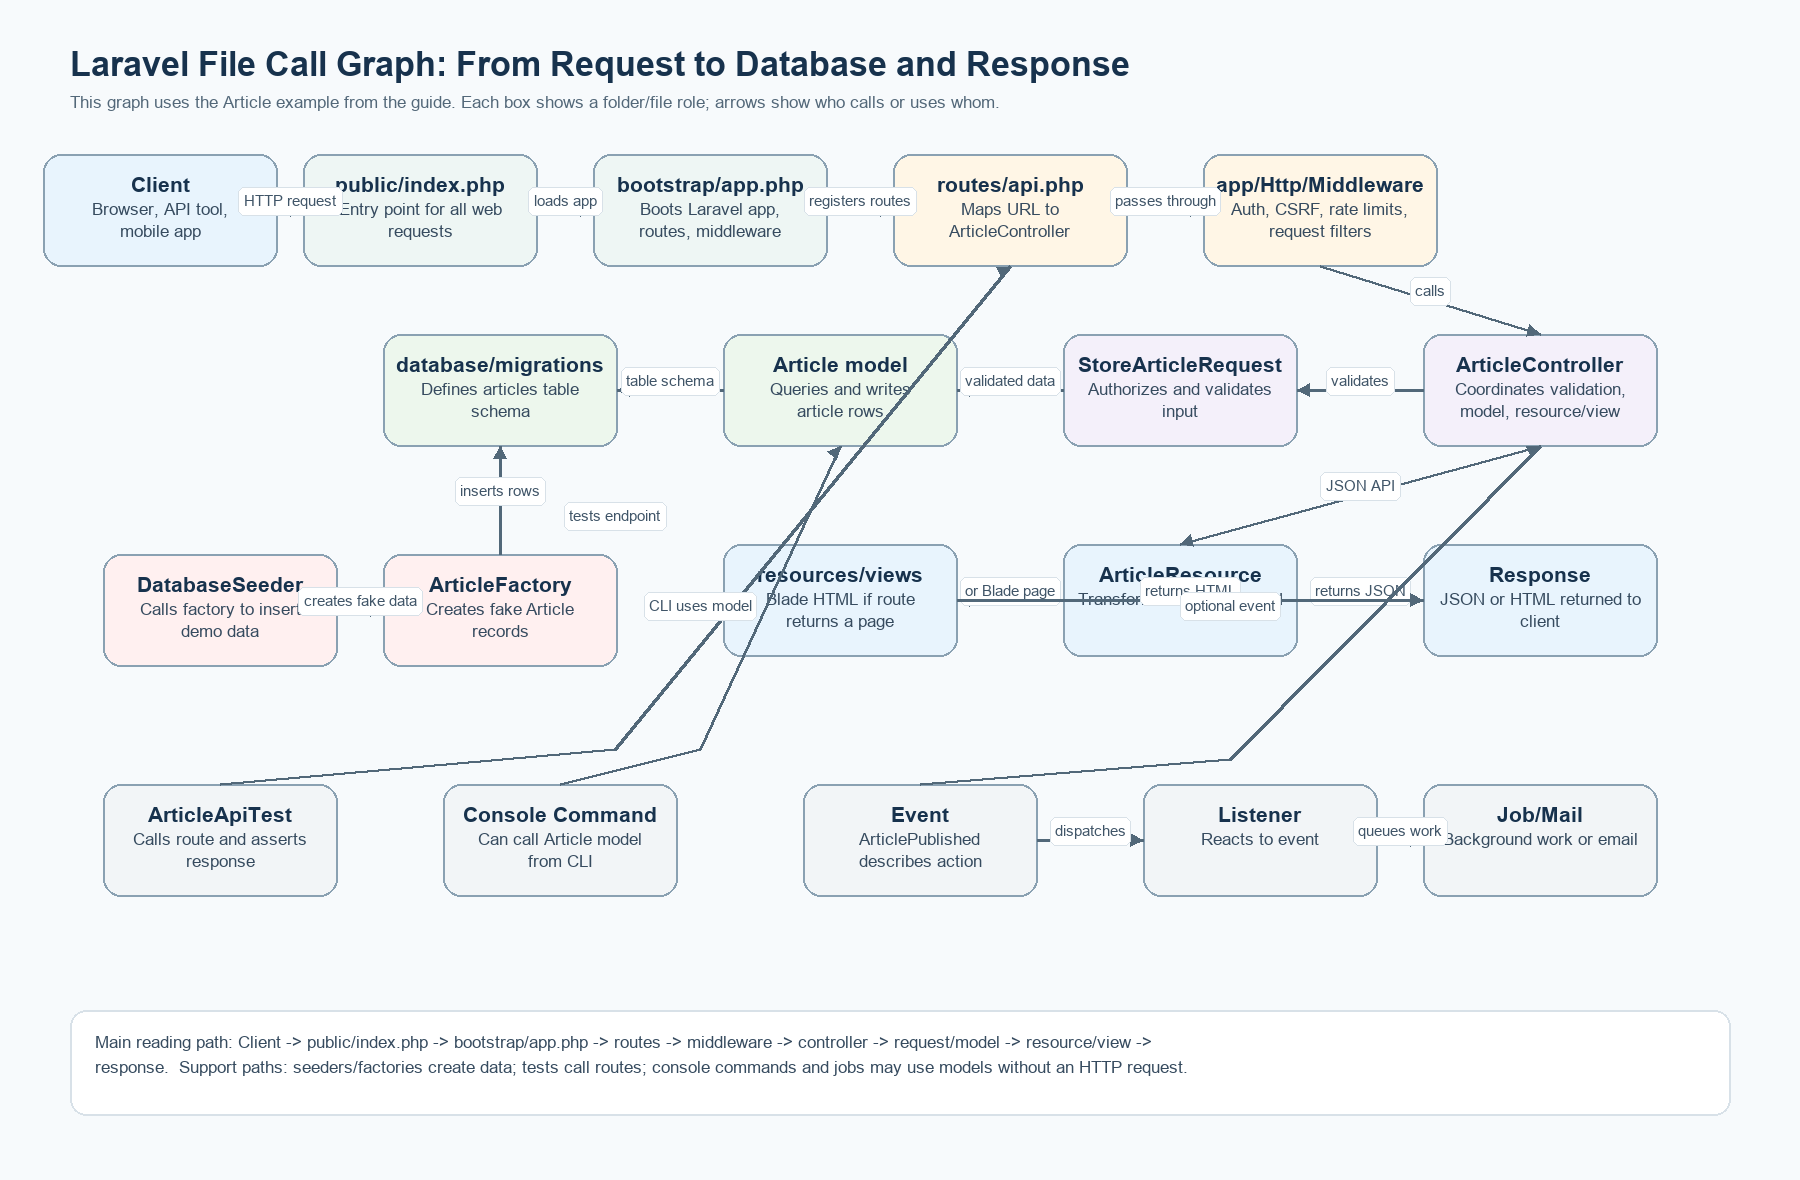 Laravel File Call Graph: From Request to Database and Response
This graph uses the Article example from the guide. Each box shows a folder/file role; arrows show who calls or uses whom.
Client
Browser, API tool,
mobile app
HTTP request
public/index.php
Entry point for all web
requests
loads app
bootstrap/app.php
Boots Laravel app,
routes, middleware
registers routes
routes/api.php
Maps URL to
ArticleController
passes through
app/Http/Middleware
Auth, CSRF, rate limits,
request filters
calls
database/migrations
Defines articles table
schema
table schema
Article model
Queries and writes
article rows
validated data
StoreArticleRequest
Authorizes and validates
input
validates
ArticleController
Coordinates validation,
model, resource/view
JSON API
inserts rows
tests endpoint
DatabaseSeeder
Calls factory to insert
demo data
creates fake data
ArticleFactory
Creates fake Article
records
CLI uses model
resources/views
Blade HTML if route
returns a page
or Blade page
ArticleResource
returns HTML
optional event
returns JSON
Response
JSON or HTML returned to
client
ArticleApiTest
Calls route and asserts
response
Console Command
Can call Article model
from CLI
Event
ArticlePublished
describes action
dispatches
Listener
Reacts to event
queues work
Job/Mail
Background work or email
Main reading path: Client -> public/index.php -> bootstrap/app.php -> routes -> middleware -> controller -> request/model -> resource/view ->
response.  Support paths: seeders/factories create data; tests call routes; console commands and jobs may use models without an HTTP request.